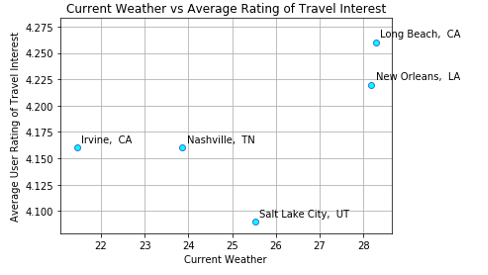 Current Weather vs Average Rating of Travel Interest
Average User Rating of Travel Interest
4.275
4.250
4.225
4.200
4.175
4.150
4.125
4.100
Long Beach,  CA
New Orleans,  LA
Irvine,  CA
Nashville,  TN
Salt Lake City,  UT
22 23 24 25 26 27 28
Current Weather